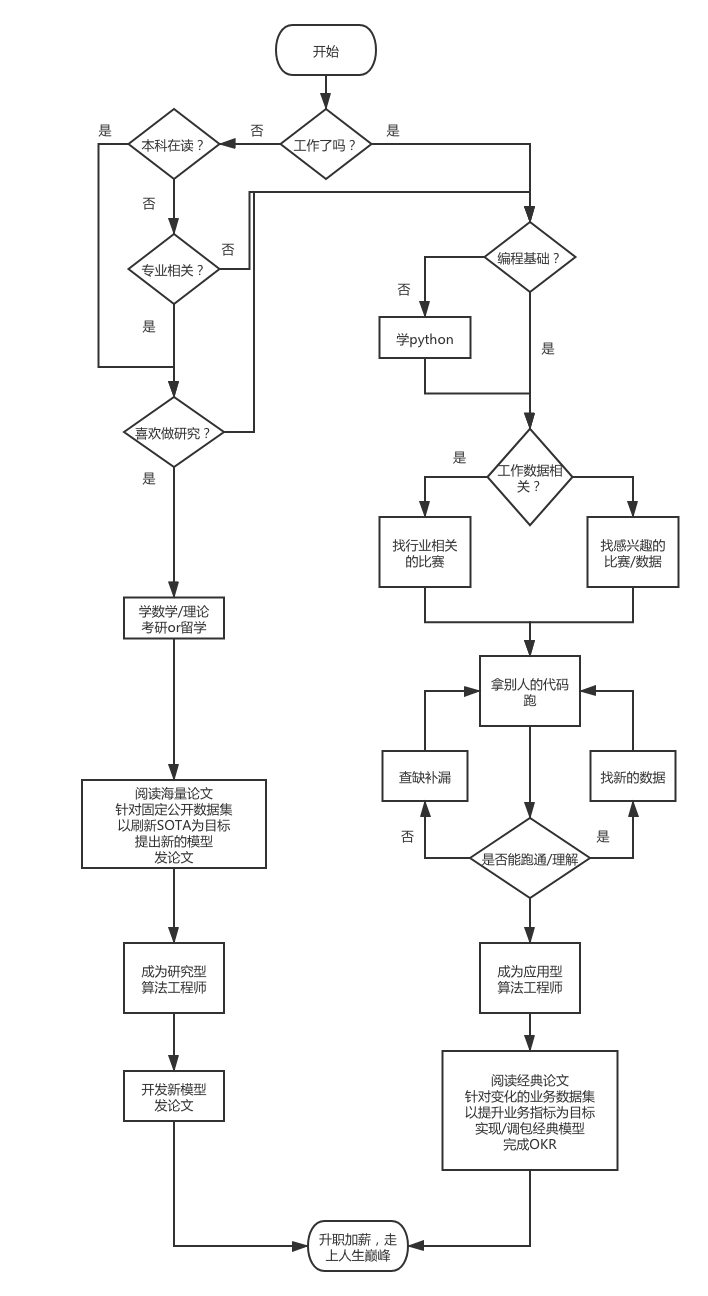 开始
是
本科在读？
否
工作了吗？
是
否
专业相关？
否
编程基础？
否
是
学python
是
喜欢做研究？
是
是
工作数据相
关？
找行业相关
的比赛
找感兴趣的
比赛/数据
学数学/理论
考研or留学
拿别人的代码
跑
查缺补漏
找新的数据
阅读海量论文
针对固定公开数据集
以刷新SOTA为目标
提出新的模型
发论文
否
是否能跑通/理解
是
成为研究型
算法工程师
成为应用型
算法工程师
开发新模型
发论文
阅读经典论文
针对变化的业务数据集
以提升业务指标为目标
实现/调包经典模型
完成OKR
升职加薪，走
上人生巅峰